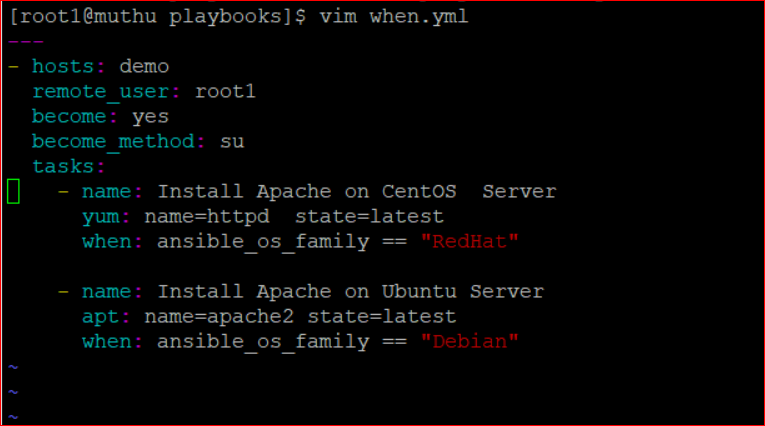 [root1@muthu playbooks]$ vim when.yml
---
- hosts: demo
  remote_user: root1
  become: yes
  become_method: su
  tasks:
    - name: Install Apache on CentOS  Server
      yum: name=httpd  state=latest
      when: ansible_os_family == "RedHat"

    - name: Install Apache on Ubuntu Server
      apt: name=apache2 state=latest
      when: ansible_os_family == "Debian"
~
~
~